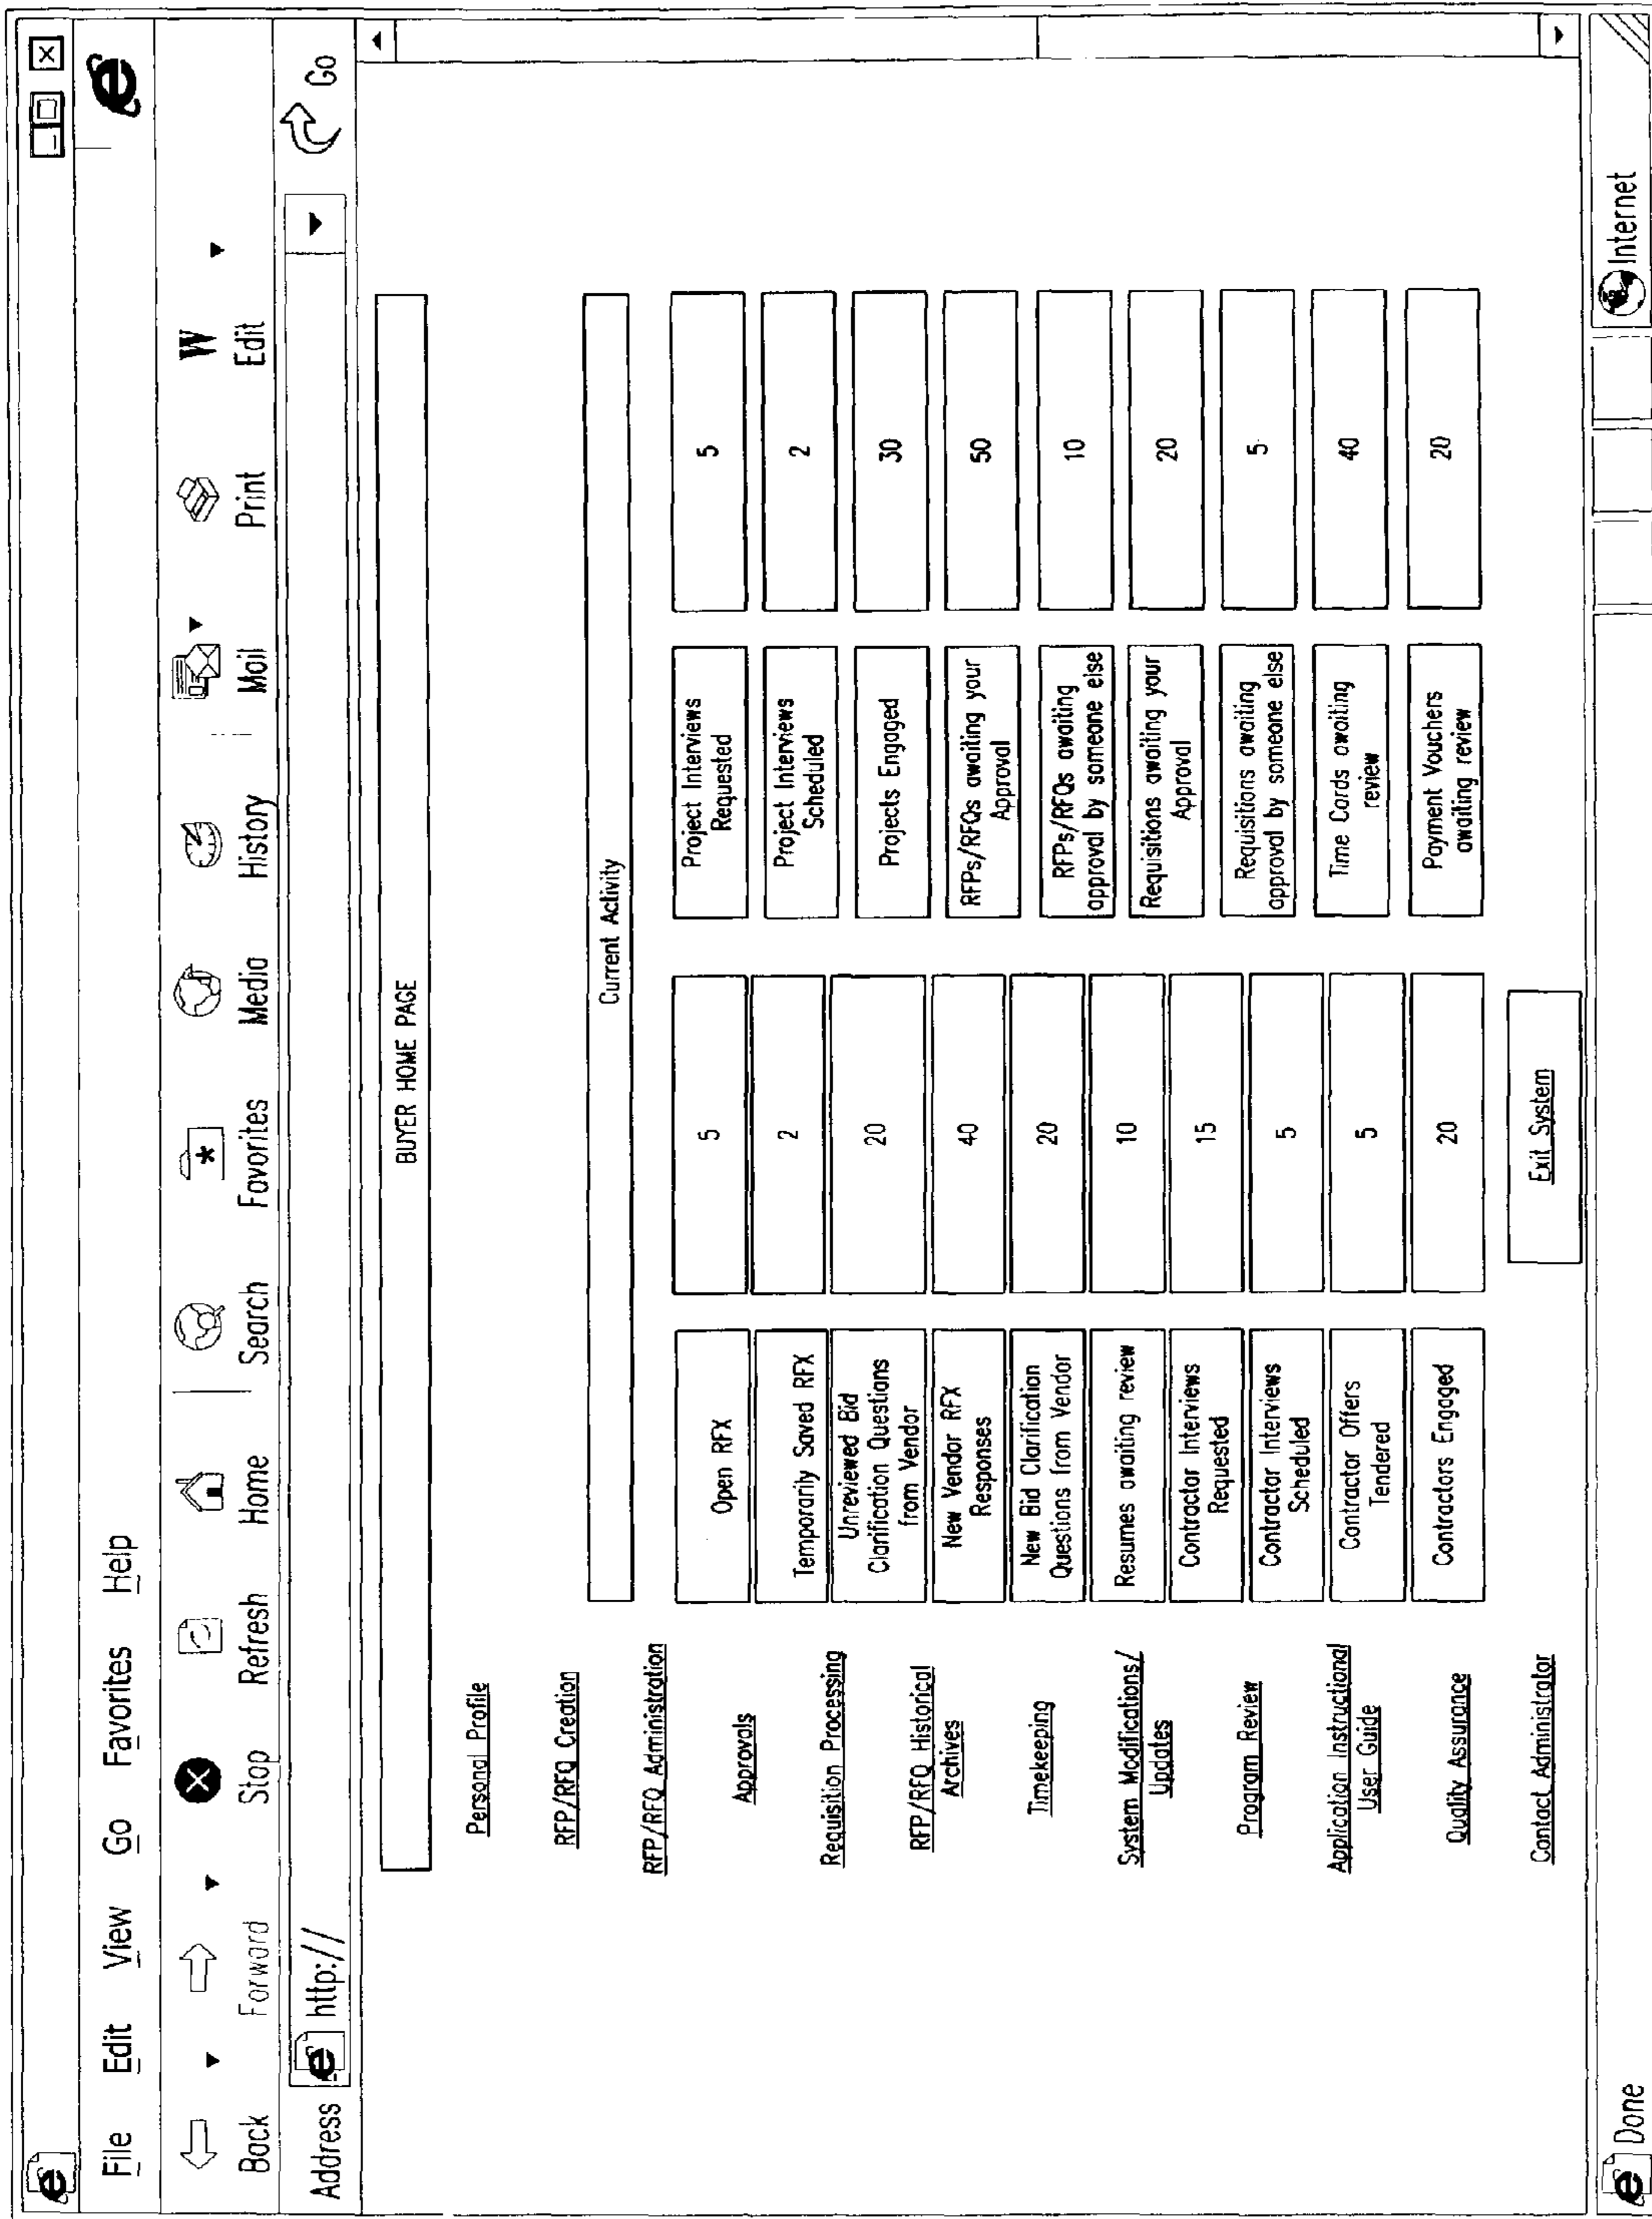 File Edit View Go Favorites Help
Back Forward Stop Refresh Home Search Favorites Media History Mail Print Edit
W
Address http:// Go
BUYER HOME PAGE
Personal Profile
RFP/RFQ Creation
RFP/RFQ Administration
Approvals
Requisition Processing
RFP/RFQ Historical
Archives
Timekeeping
System Modifications/
Updates
Program Review
Application Instructional
User Guide
Quality Assurance
Contact Administrator
Current Activity
Open RFX
5
Temporarily Saved RFX
2
Unreviewed Bid
Clarification Questions
from Vendor
20
New Vendor RFX
Responses
40
New Bid Clarification
Questions from Vendor
20
Resumes awaiting review
10
Contractor Interviews
Requested
15
Contractor Interviews
Scheduled
5
Contractor Offers
Tendered
5
Contractors Engaged
20
Project Interviews
Requested
5
Project Interviews
Scheduled
2
Projects Engaged
30
RFPs/RFQs awaiting your
Approval
50
RFPs/RFQs awaiting
approval by someone else
10
Requisitions awaiting your
Approval
20
Requisitions awaiting
approval by someone else
5
Time Cards awaiting
review
40
Payment Vouchers
awaiting review
20
Exit System
Done
Internet